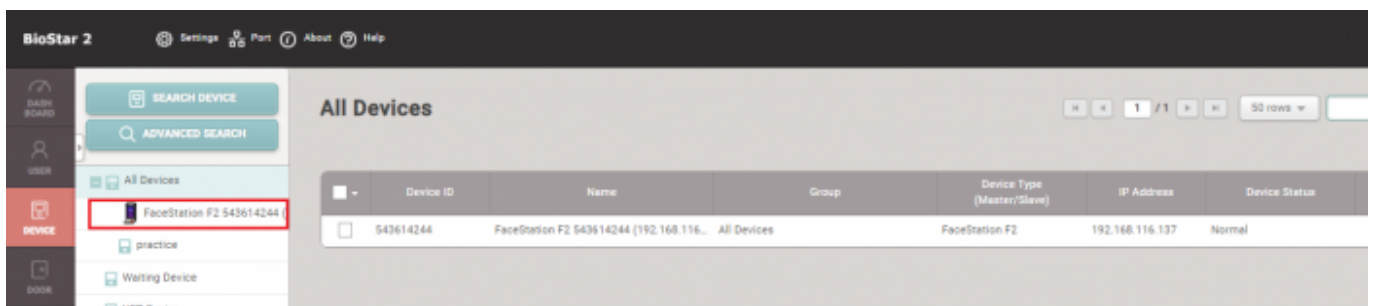 BioStar 2 Settings Port About Help
DASH BOARD
USER
DEVICE
DOOR
SEARCH DEVICE
ADVANCED SEARCH
All Devices
FaceStation F2 543614244 (
practice
Waiting Device
All Devices
1 / 1 50 rows
Device ID Name Group Device Type (Master/Slave) IP Address Device Status
543614244 FaceStation F2 543614244 (192.168.116... All Devices FaceStation F2 192.168.116.137 Normal